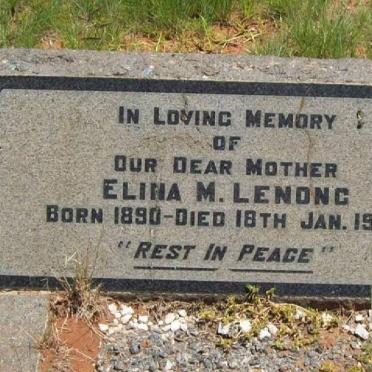 In Loving Memory
of
Our Dear Mother
Elina M. Lenong
Born 1890-Died 18th Jan. 19
"Rest In Peace"